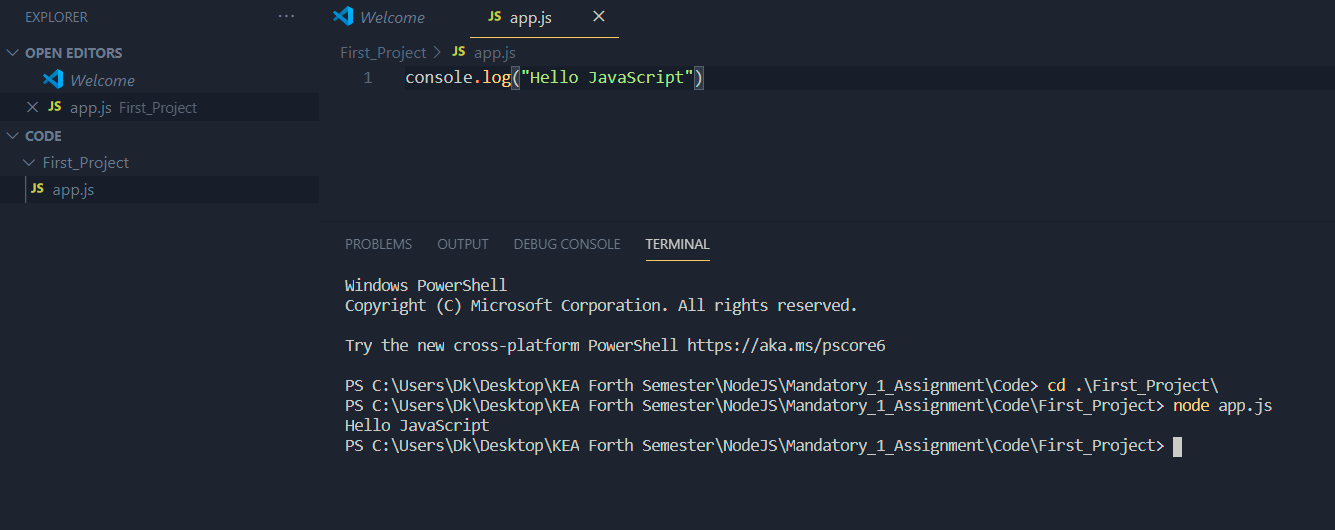 EXPLORER ···
OPEN EDITORS
Welcome
JS app.js First_Project
CODE
First_Project
JS app.js
Welcome JS app.js
First_Project > JS app.js
1 console.log("Hello JavaScript")
PROBLEMS OUTPUT DEBUG CONSOLE TERMINAL
Windows PowerShell
Copyright (C) Microsoft Corporation. All rights reserved.
Try the new cross-platform PowerShell https://aka.ms/pscore6
PS C:\Users\Dk\Desktop\KEA Forth Semester\NodeJS\Mandatory_1_Assignment\Code> cd .\First_Project\
PS C:\Users\Dk\Desktop\KEA Forth Semester\NodeJS\Mandatory_1_Assignment\Code\First_Project> node app.js
Hello JavaScript
PS C:\Users\Dk\Desktop\KEA Forth Semester\NodeJS\Mandatory_1_Assignment\Code\First_Project>